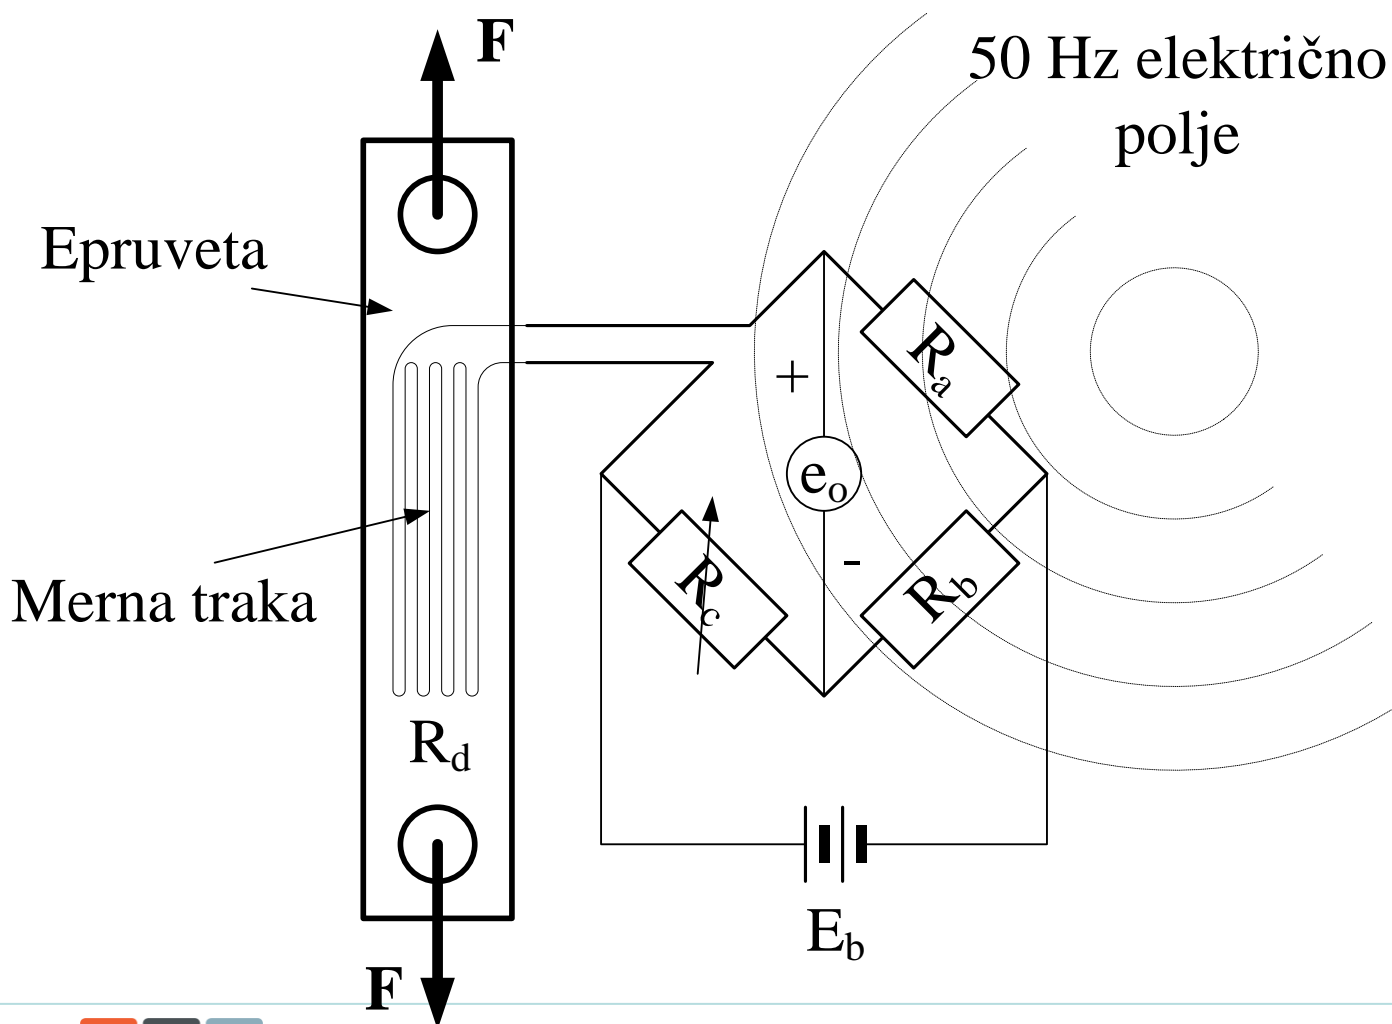 F
50 Hz električno
polje
Epruveta
Ra
+
eo
-
Rc
Rb
Merna traka
Rd
Eb
F